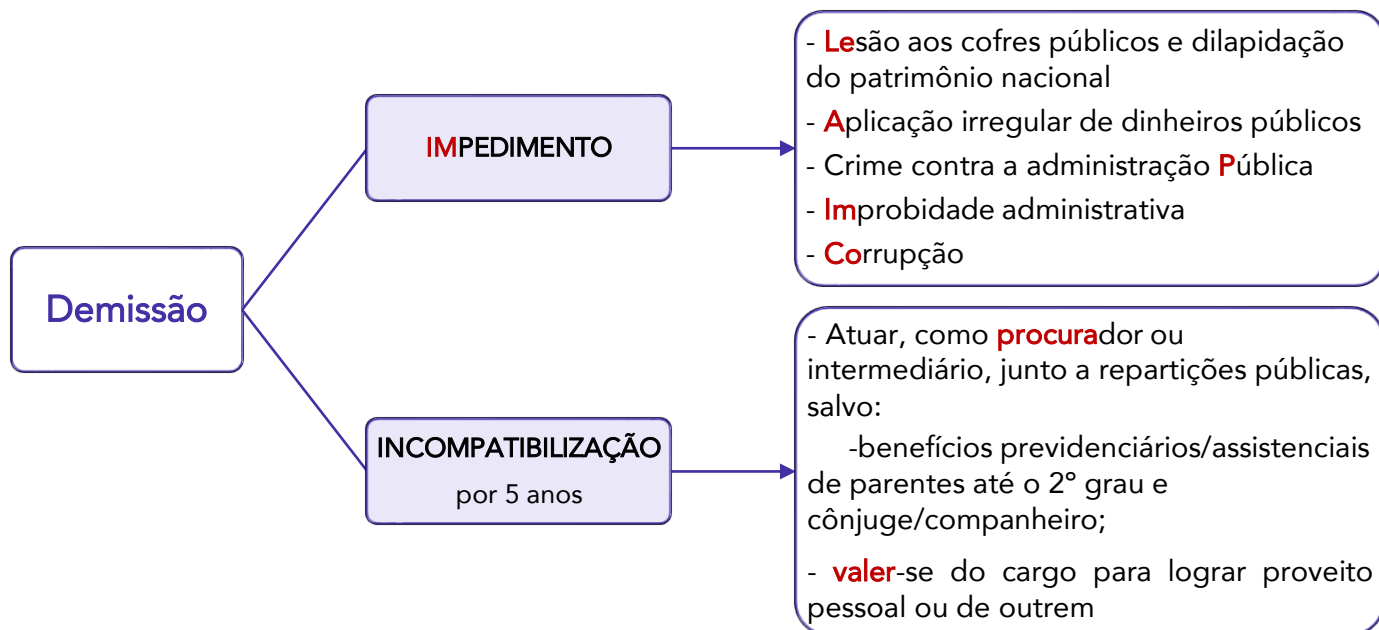 Demissão
IMPEDIMENTO
- Lesão aos cofres públicos e dilapidação
do patrimônio nacional
- Aplicação irregular de dinheiros públicos
- Crime contra a administração Pública
- Improbidade administrativa
- Corrupção
INCOMPATIBILIZAÇÃO
por 5 anos
- Atuar, como procurador ou
intermediário, junto a repartições públicas,
salvo:
-benefícios previdenciários/assistenciais
de parentes até o 2º grau e
cônjuge/companheiro;
- valer-se do cargo para lograr proveito
pessoal ou de outrem